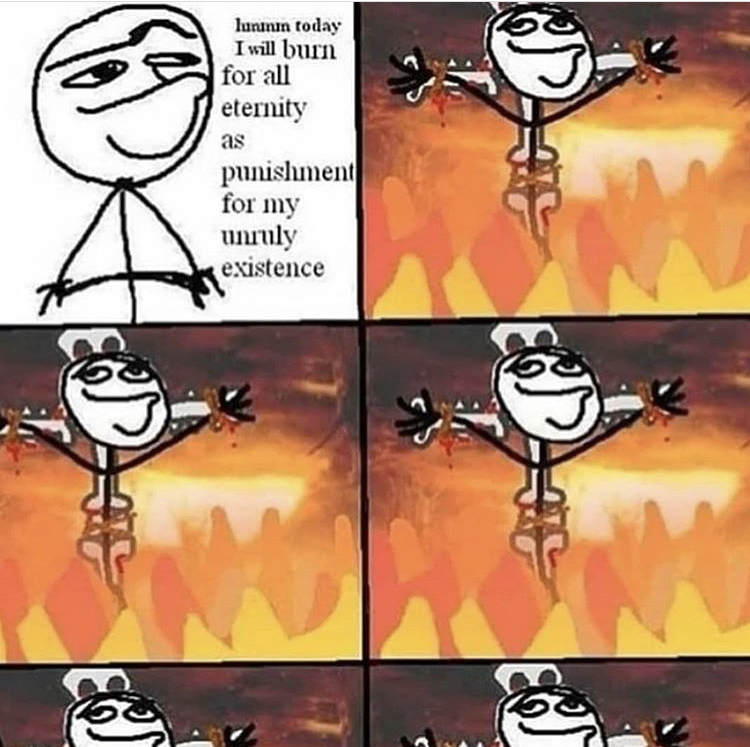 hmmm today
I will burn
for all
eternity
as
punishment
for my
unruly
existence